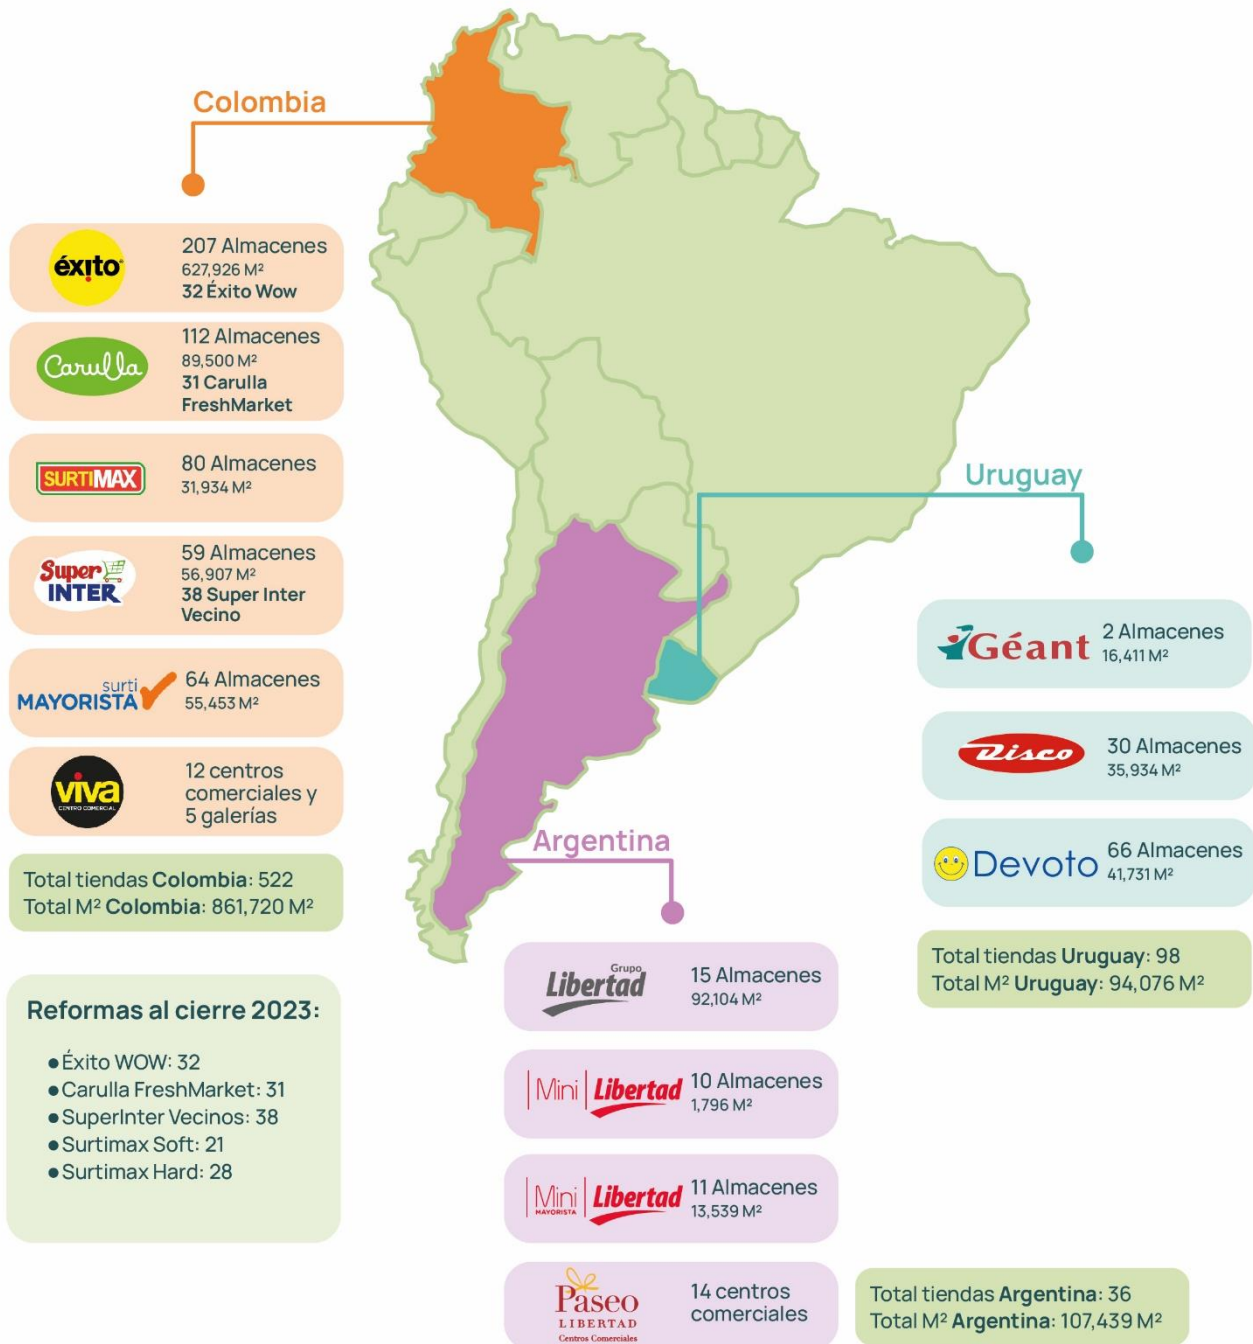 Colombia
éxito
207 Almacenes
627,926 M²
32 Éxito Wow
Carulla
112 Almacenes
89,500 M²
31 Carulla
FreshMarket
SURTIMAX
80 Almacenes
31,934 M²
Super
INTER
59 Almacenes
56,907 M²
38 Super Inter
Vecino
surti
MAYORISTA
64 Almacenes
55,453 M²
viva
CENTRO COMERCIAL
12 centros
comerciales y
5 galerías
Total tiendas Colombia: 522
Total M² Colombia: 861,720 M²
Reformas al cierre 2023:
● Éxito WOW: 32
● Carulla FreshMarket: 31
● SuperInter Vecinos: 38
● Surtimax Soft: 21
● Surtimax Hard: 28
Uruguay
Géant
2 Almacenes
16,411 M²
Disco
30 Almacenes
35,934 M²
Devoto
66 Almacenes
41,731 M²
Total tiendas Uruguay: 98
Total M² Uruguay: 94,076 M²
Argentina
Grupo
Libertad
15 Almacenes
92,104 M²
Mini Libertad
10 Almacenes
1,796 M²
Mini Libertad
MAYORISTA
11 Almacenes
13,539 M²
Paseo
LIBERTAD
Centros Comerciales
14 centros
comerciales
Total tiendas Argentina: 36
Total M² Argentina: 107,439 M²